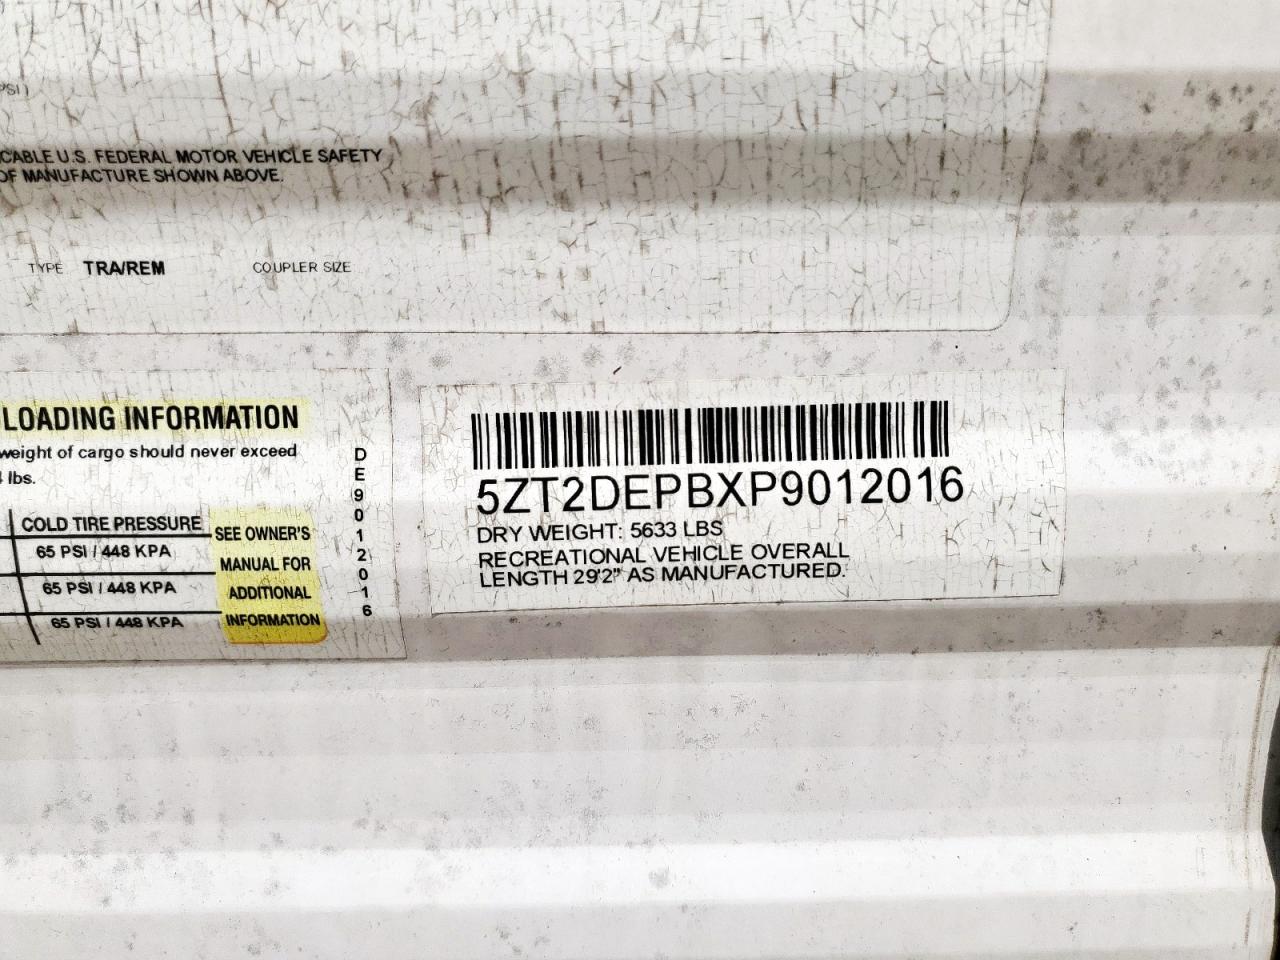 PSI)
CABLE U.S. FEDERAL MOTOR VEHICLE SAFETY
OF MANUFACTURE SHOWN ABOVE.
TYPE TRA/REM COUPLER SIZE
LOADING INFORMATION
weight of cargo should never exceed
lbs.
COLD TIRE PRESSURE
65 PSI / 448 KPA
65 PSI / 448 KPA
65 PSI / 448 KPA
SEE OWNER'S
MANUAL FOR
ADDITIONAL
INFORMATION
DE9012016
5ZT2DEPBXP9012016
DRY WEIGHT: 5633 LBS
RECREATIONAL VEHICLE OVERALL
LENGTH 29'2" AS MANUFACTURED.